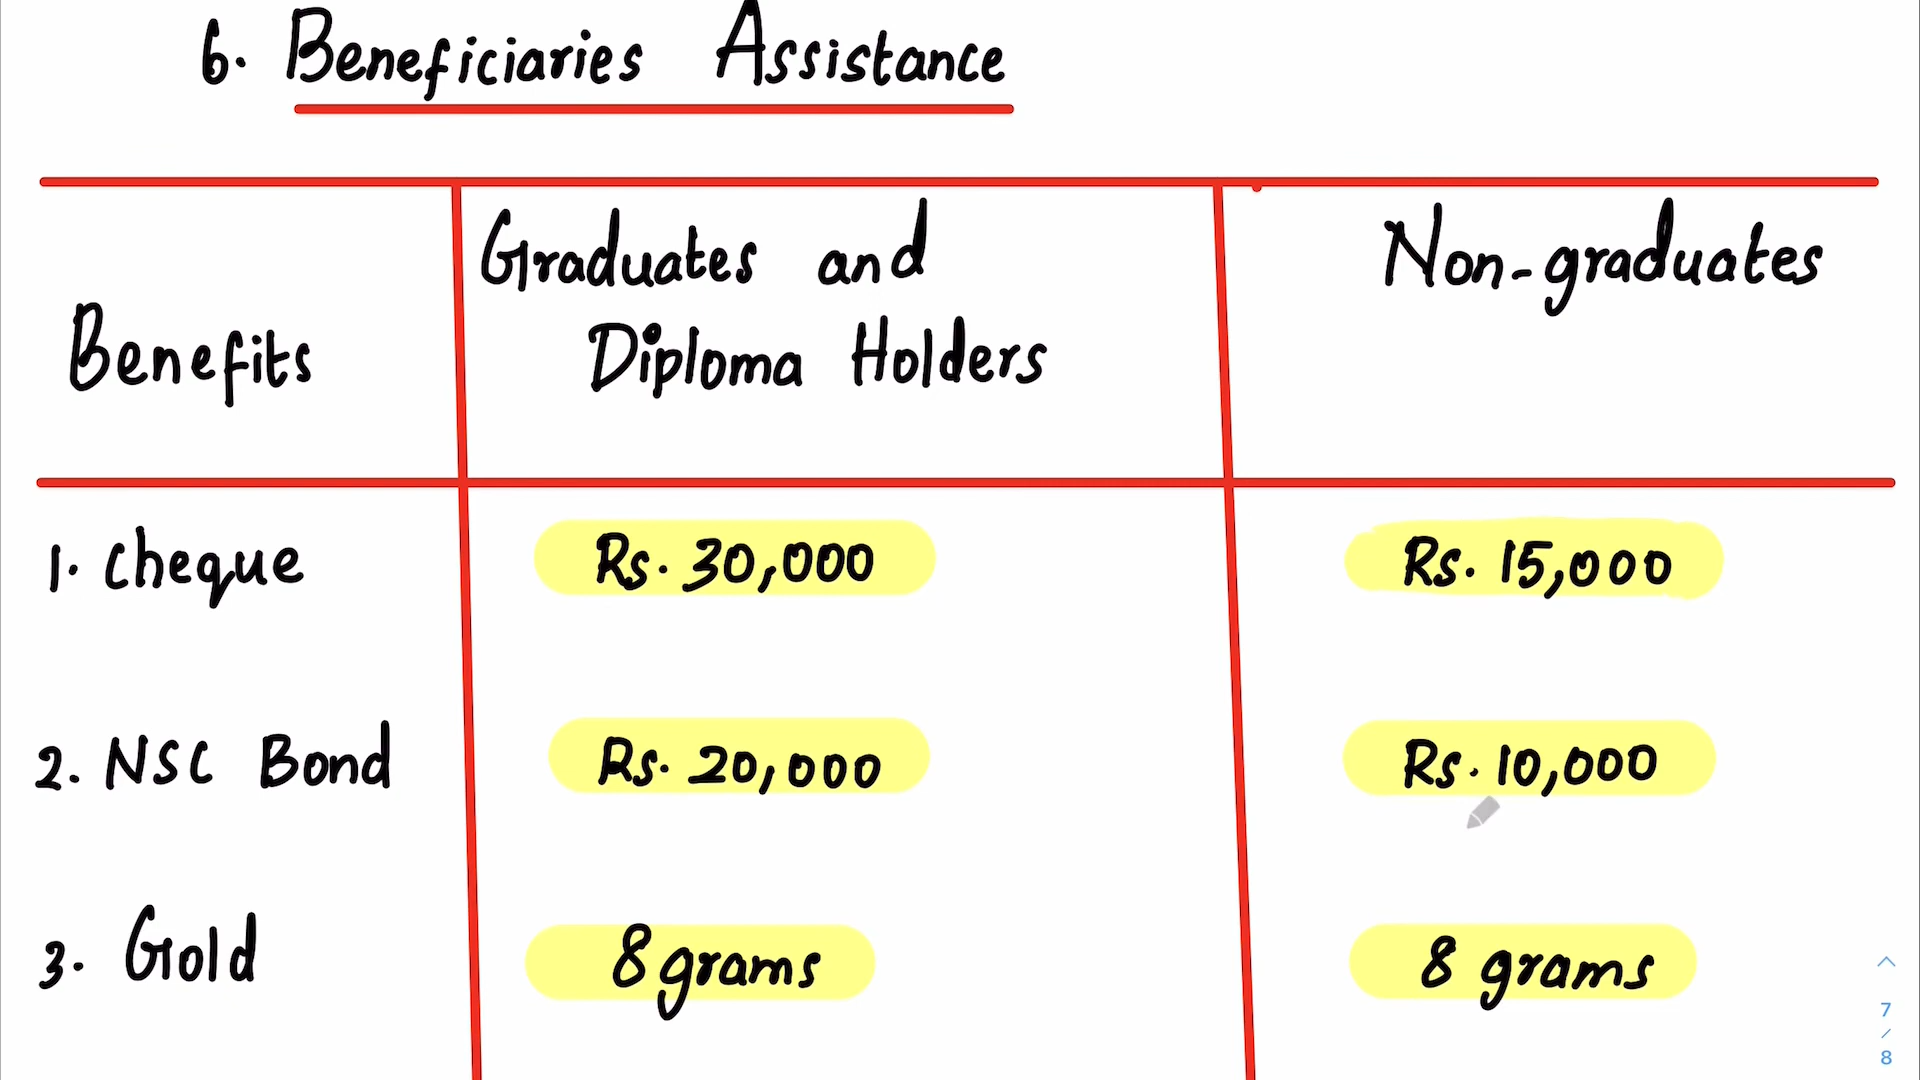 6. Beneficiaries Assistance
Benefits
Graduates and
Diploma Holders
Non-graduates
1. cheque
Rs. 30,000
Rs. 15,000
2. NSC Bond
Rs. 20,000
Rs. 10,000
3. Gold
8 grams
8 grams
7
/
8